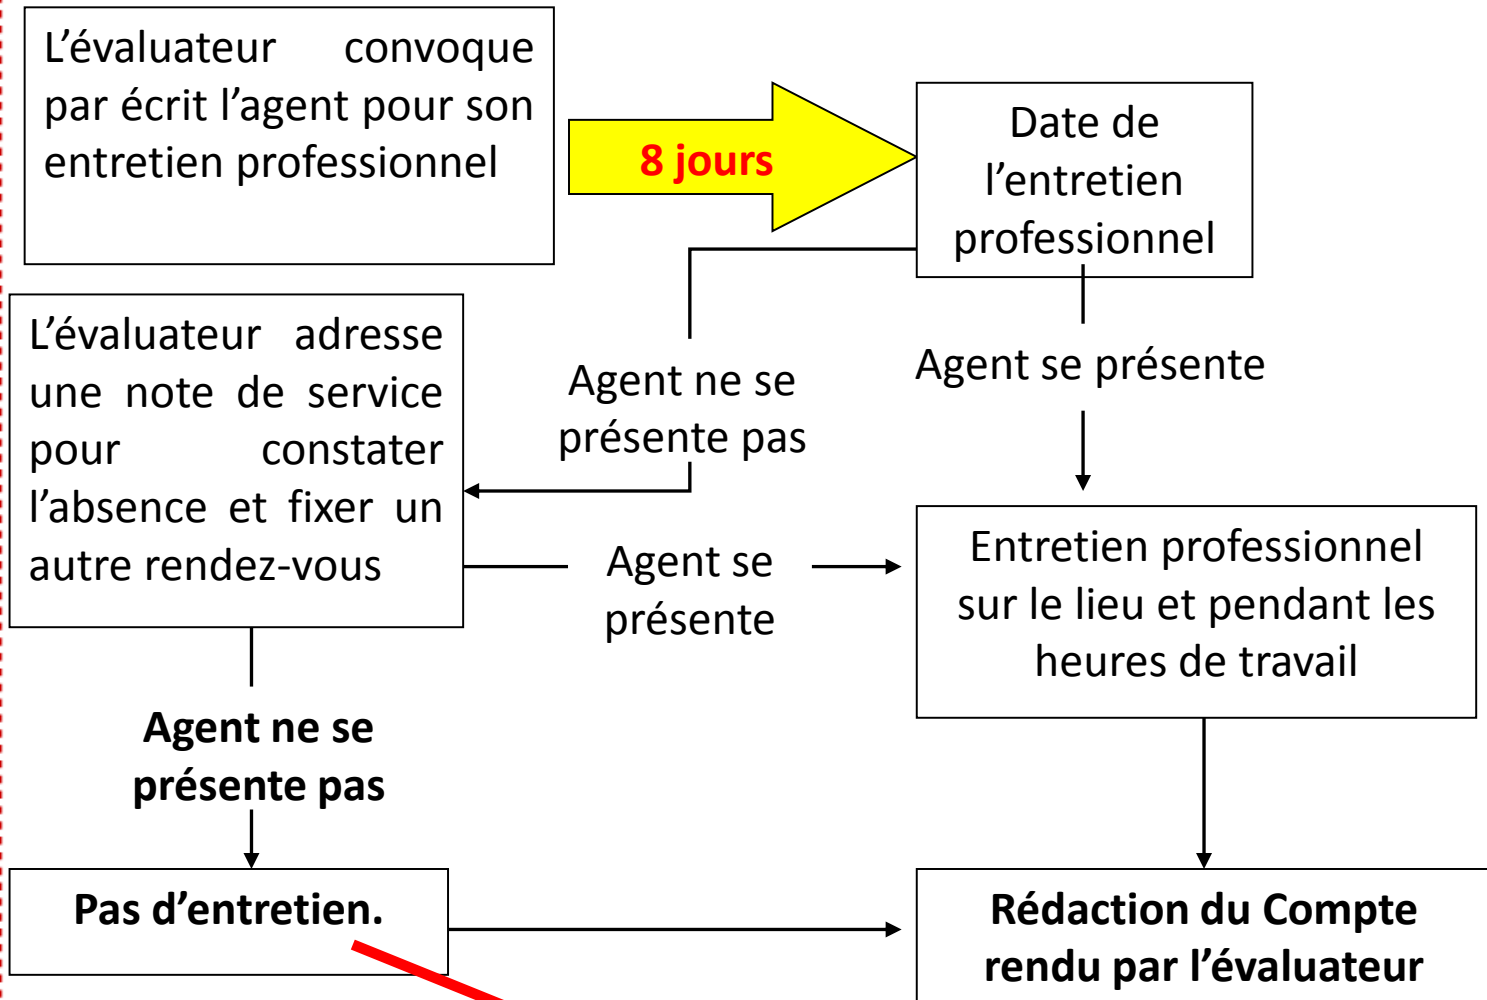 L’évaluateur convoque
par écrit l’agent pour son
entretien professionnel
8 jours
Date de
l’entretien
professionnel
L’évaluateur adresse
une note de service
pour constater
l’absence et fixer un
autre rendez-vous
Agent ne se
présente pas
Agent se présente
Agent se
présente
Entretien professionnel
sur le lieu et pendant les
heures de travail
Agent ne se
présente pas
Pas d’entretien.
Rédaction du Compte
rendu par l’évaluateur